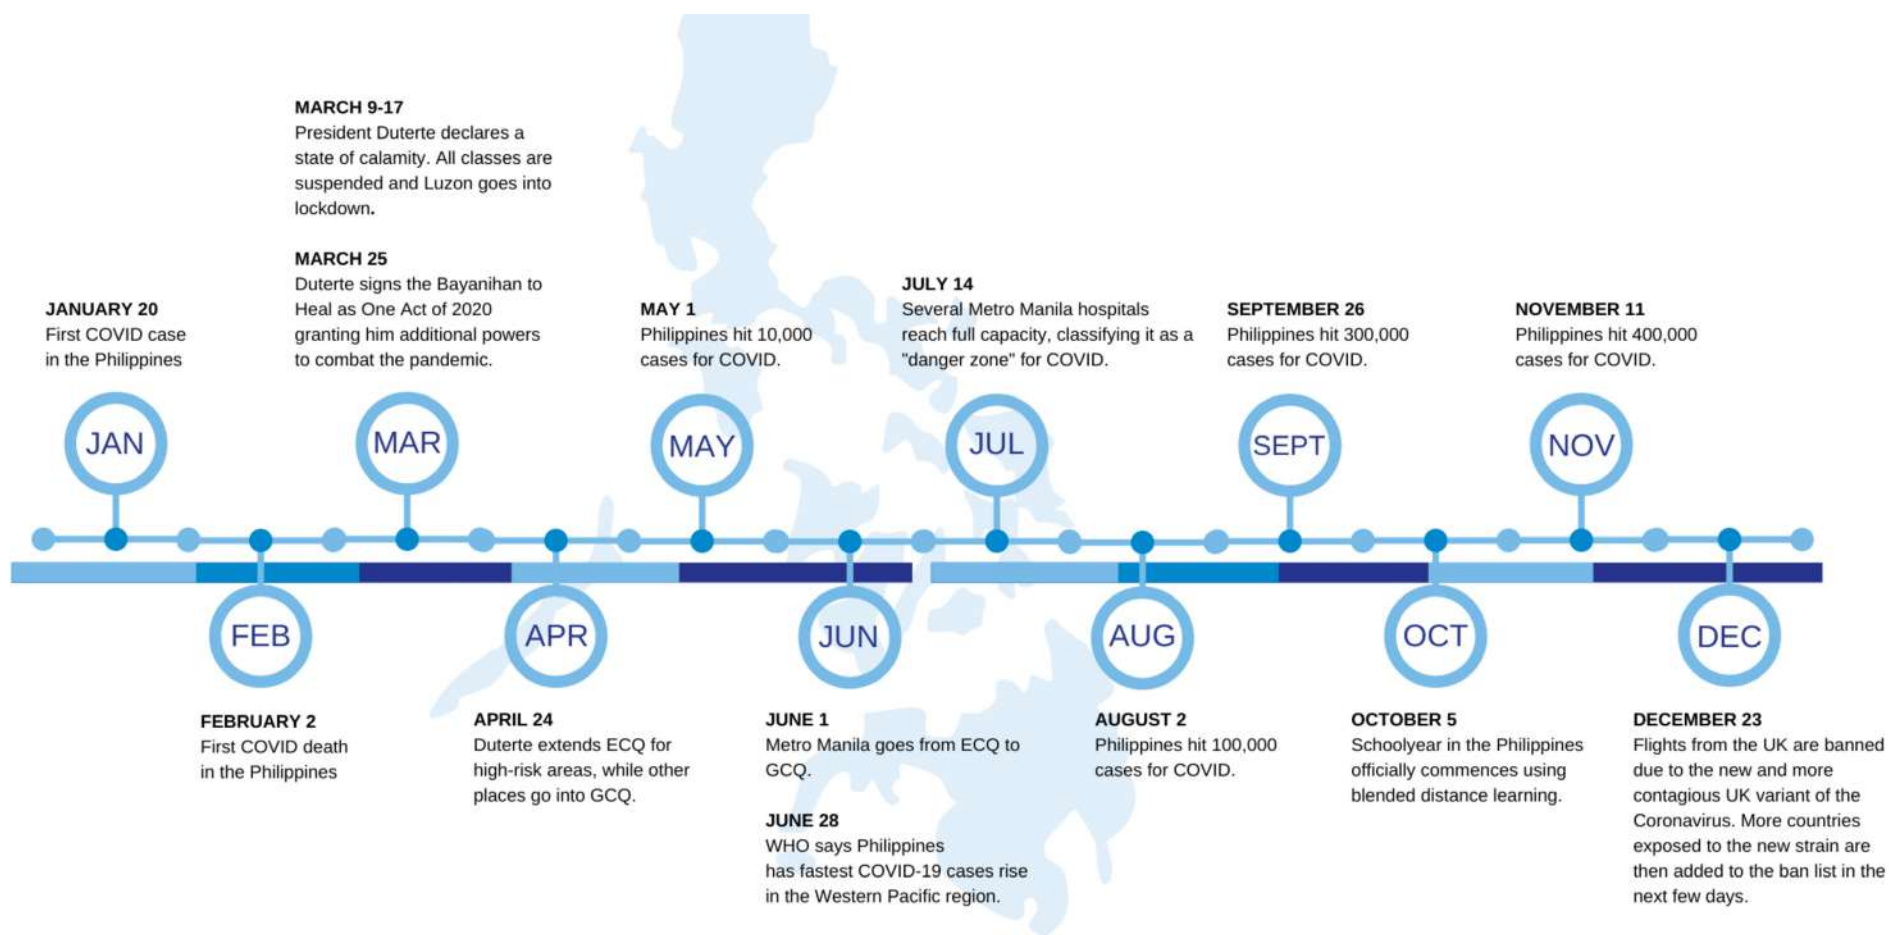 MARCH 9-17
President Duterte declares a
state of calamity. All classes are
suspended and Luzon goes into
lockdown.
MARCH 25
Duterte signs the Bayanihan to
Heal as One Act of 2020
granting him additional powers
to combat the pandemic.
JANUARY 20
First COVID case
in the Philippines
MAY 1
Philippines hit 10,000
cases for COVID.
JULY 14
Several Metro Manila hospitals
reach full capacity, classifying it as a
"danger zone" for COVID.
SEPTEMBER 26
Philippines hit 300,000
cases for COVID.
NOVEMBER 11
Philippines hit 400,000
cases for COVID.
JAN
MAR
MAY
JUL
SEPT
NOV
FEB
APR
JUN
AUG
OCT
DEC
FEBRUARY 2
First COVID death
in the Philippines
APRIL 24
Duterte extends ECQ for
high-risk areas, while other
places go into GCQ.
JUNE 1
Metro Manila goes from ECQ to
GCQ.
JUNE 28
WHO says Philippines
has fastest COVID-19 cases rise
in the Western Pacific region.
AUGUST 2
Philippines hit 100,000
cases for COVID.
OCTOBER 5
Schoolyear in the Philippines
officially commences using
blended distance learning.
DECEMBER 23
Flights from the UK are banned
due to the new and more
contagious UK variant of the
Coronavirus. More countries
exposed to the new strain are
then added to the ban list in the
next few days.